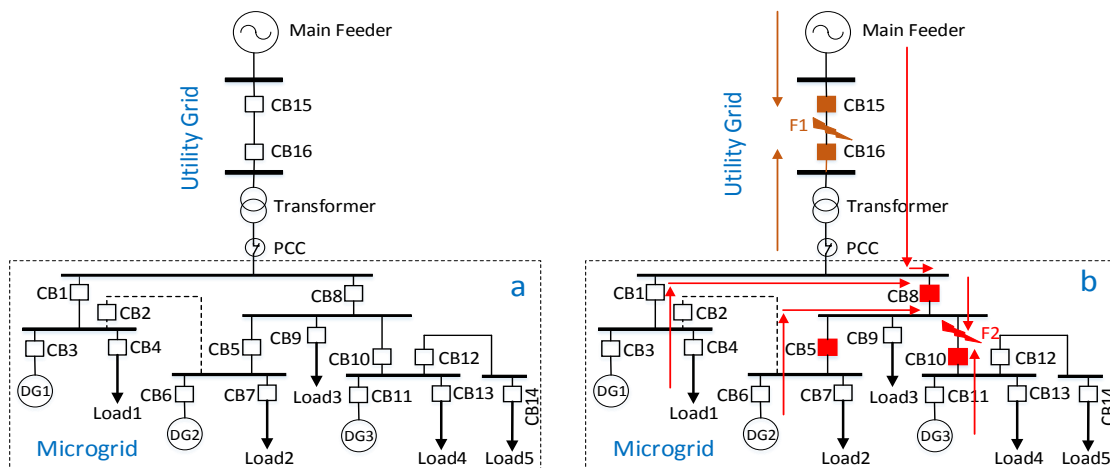 Main Feeder
CB15
CB16
Utility Grid
Transformer
PCC
a
CB1
CB2
CB8
CB3
CB4
CB5
CB9
CB10
CB12
CB6
CB7
CB11
CB13
CB14
DG1
DG2
DG3
Load1
Load2
Load3
Load4
Load5
Microgrid
Main Feeder
CB15
F1
CB16
Utility Grid
Transformer
PCC
b
CB1
CB2
CB8
CB3
CB4
CB5
CB9
F2
CB10
CB12
CB6
CB7
CB11
CB13
CB14
DG1
DG2
DG3
Load1
Load2
Load3
Load4
Load5
Microgrid